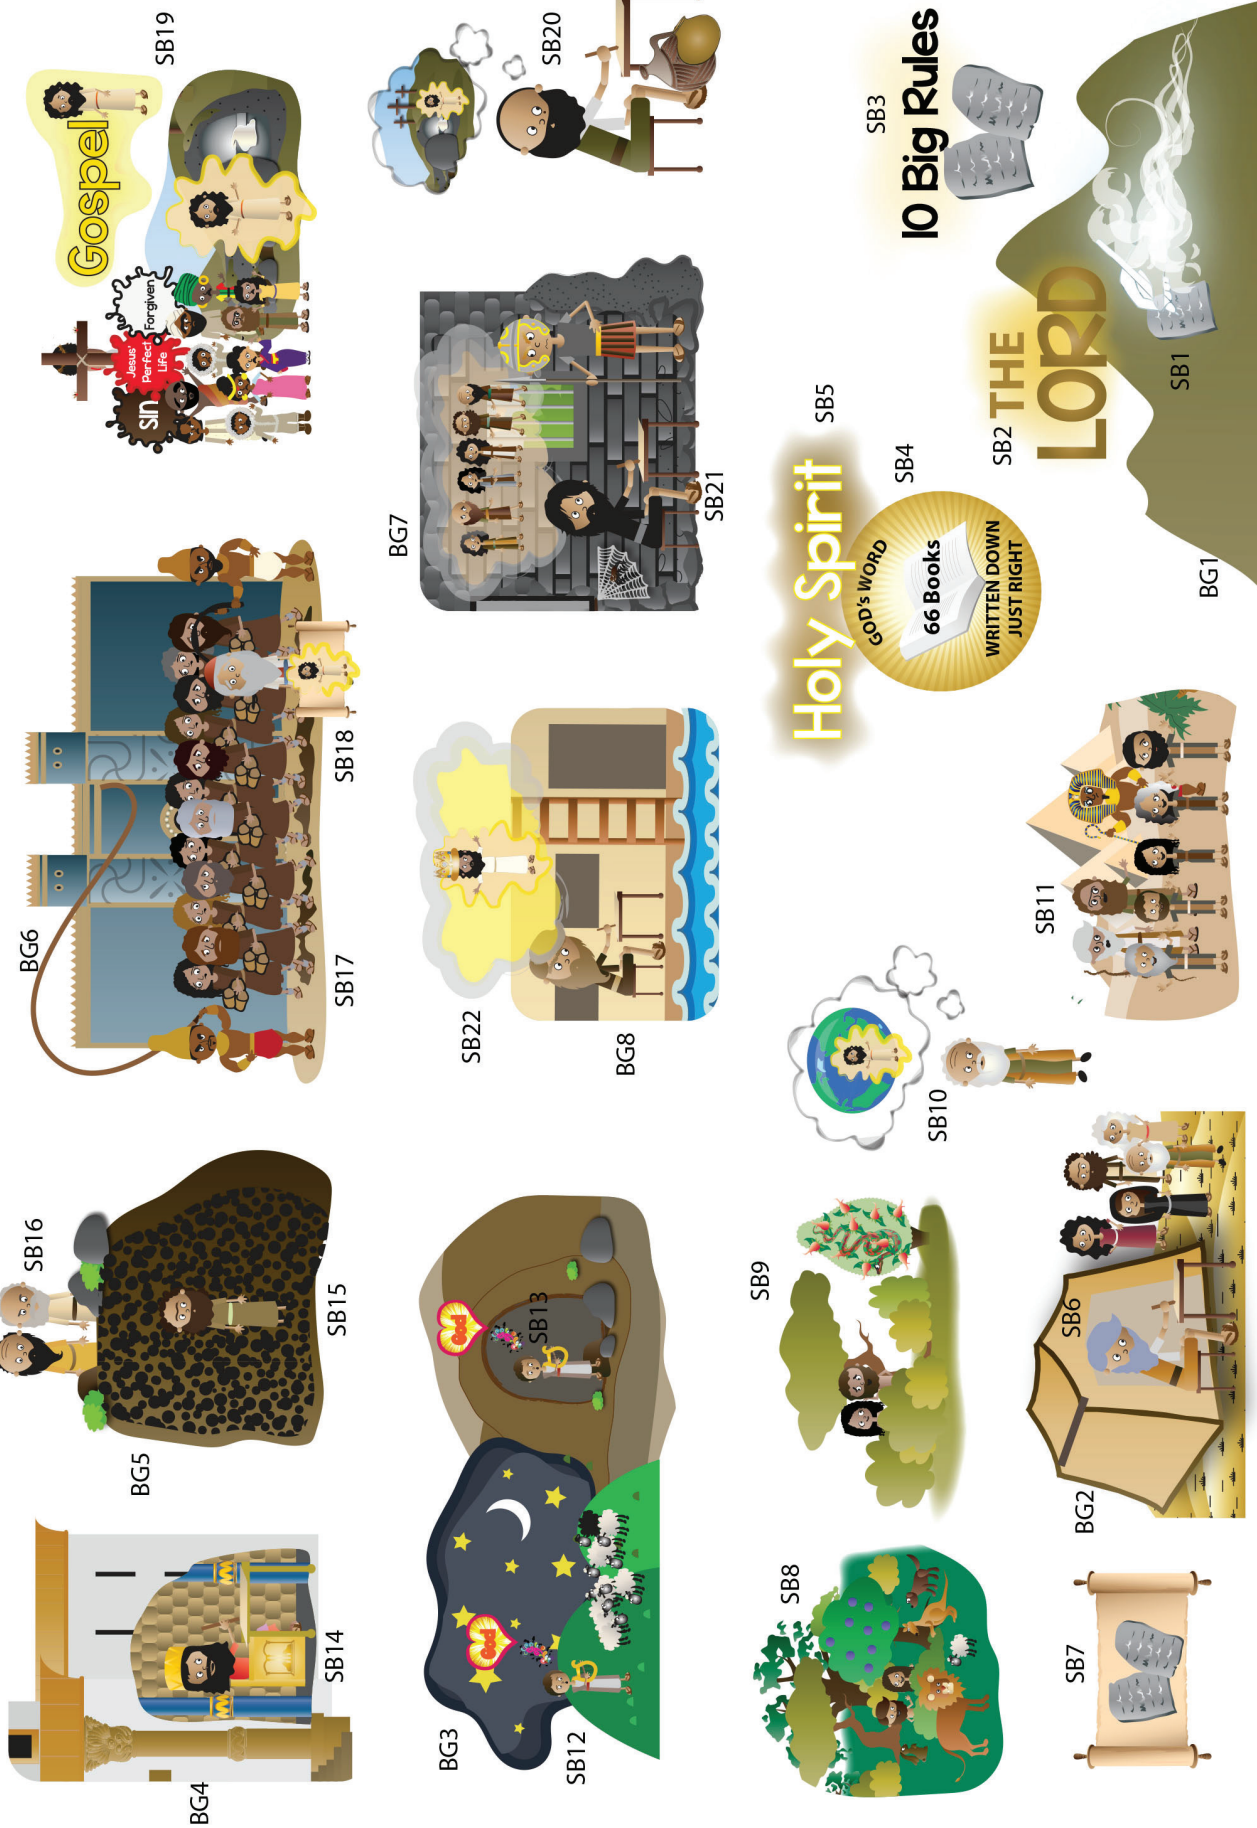 BG4
SB14
BG5
SB16
SB15
BG6
SB17
SB18
SIN
Jesus'
Perfect
Life
Forgiven
Gospel
SB19
BG3
God
SB12
God
SB13
SB22
BG8
BG7
SB21
SB20
SB8
SB9
SB10
Holy Spirit
SB5
GOD's WORD
66 Books
WRITTEN DOWN
JUST RIGHT
SB4
10 Big Rules
SB3
SB7
BG2
SB6
SB11
BG1
SB2
THE
LORD
SB1